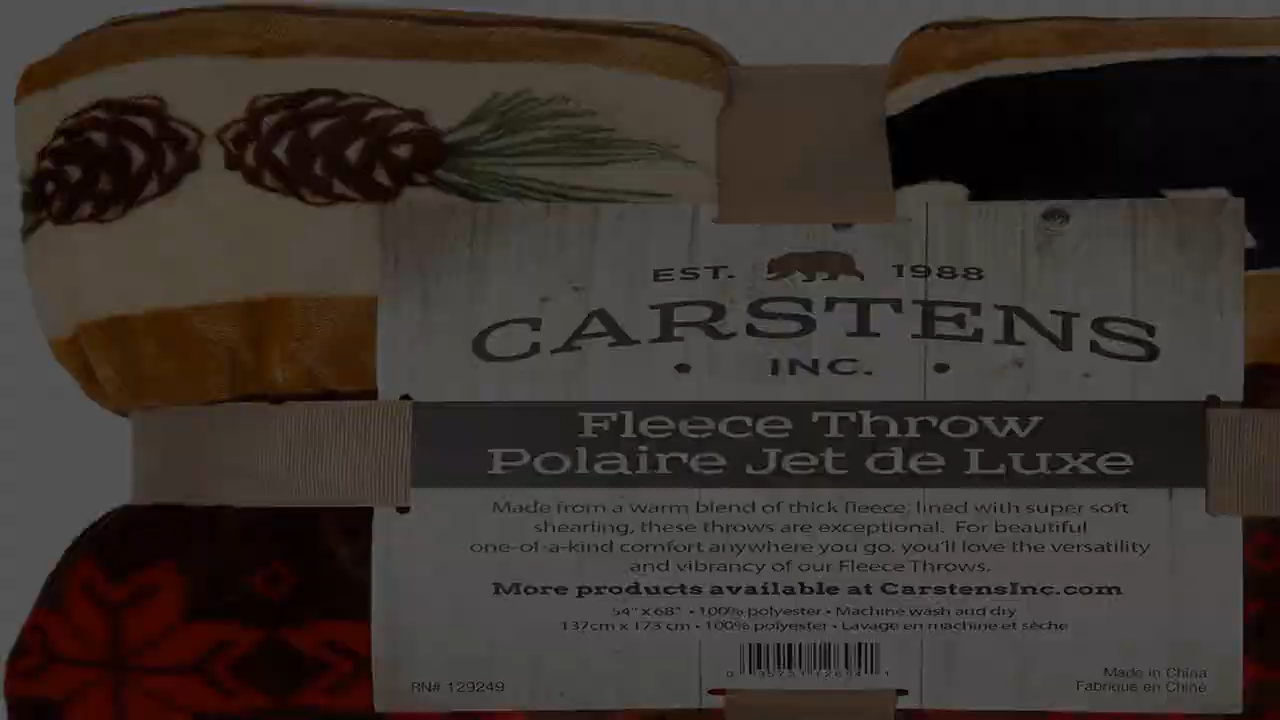 EST. 1988
CARSTENS
• INC. •
Fleece Throw
Polaire Jet de Luxe
Made from a warm blend of thick fleece, lined with super soft
shearling, these throws are exceptional. For beautiful
one-of-a-kind comfort anywhere you go, you'll love the versatility
and vibrancy of our Fleece Throws.
More products available at CarstensInc.com
54" x 68" • 100% polyester • Machine wash and dry
137cm x 173 cm • 100% polyester • Lavage en machine et sèche
RN# 129249
Made in China
Fabriqué en Chine